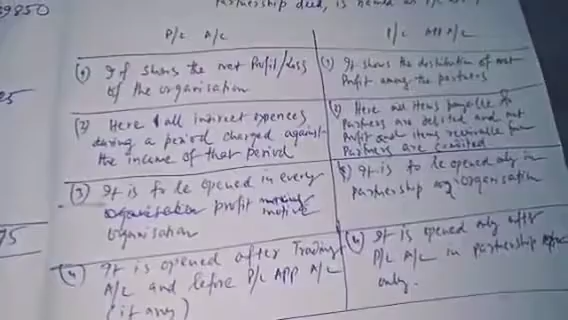 9850
Partnership deed, is named as P/L
P/L A/C
P/L APP A/C
(1) It shows the net Profit/Loss
of the organisation
(1) It shows the distribution of net
Profit among the partners
(2) Here all indirect expences
during a period charged against
the income of that period
(2) Here all items payable to
Partners are debited and net
Profit and items receivable from
Partners are credited
(3) It is to be opened in every
organisation profit motive
Organisation
(3) It is to be opened only in
partnership organisation
(4) It is opened after Trading
A/C and before P/L APP A/C
(if any)
(4) It is opened only after
P/L A/C in partnership
only.